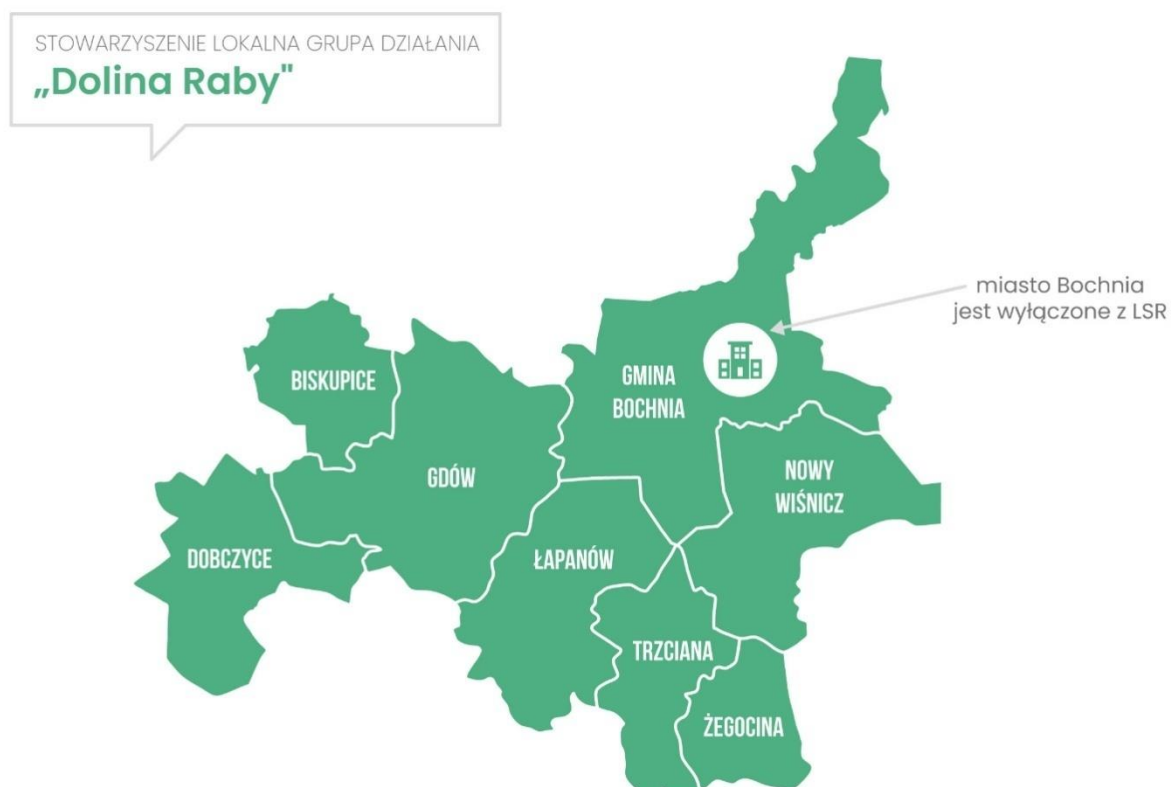 STOWARZYSZENIE LOKALNA GRUPA DZIAŁANIA
„Dolina Raby"
miasto Bochnia
jest wyłączone z LSR
BISKUPICE
GMINA
BOCHNIA
GDÓW
NOWY
WIŚNICZ
DOBCZYCE
ŁAPANÓW
TRZCIANA
ŻEGOCINA